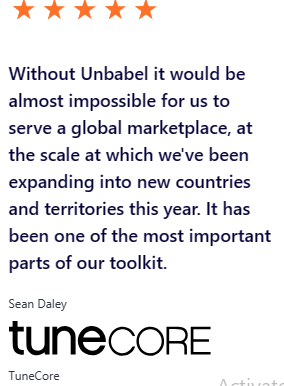 Without Unbabel it would be
almost impossible for us to
serve a global marketplace, at
the scale at which we've been
expanding into new countries
and territories this year. It has
been one of the most important
parts of our toolkit.
Sean Daley
tunecore
TuneCore